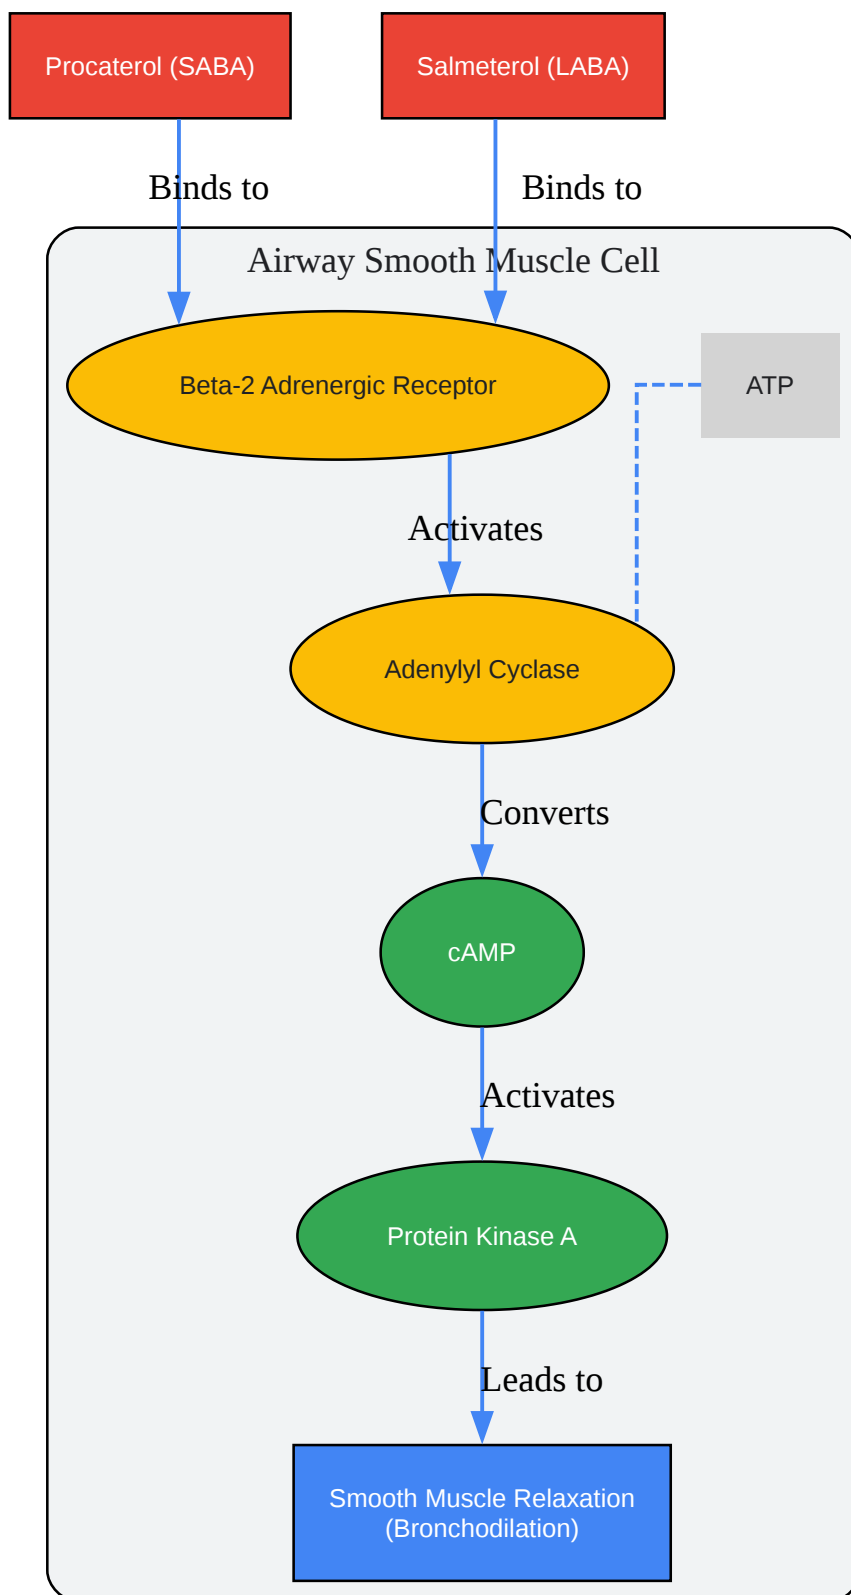 Procaterol (SABA)
Salmeterol (LABA)
Binds to
Binds to
Airway Smooth Muscle Cell
Beta-2 Adrenergic Receptor
ATP
Activates
Adenylyl Cyclase
Converts
cAMP
Activates
Protein Kinase A
Leads to
Smooth Muscle Relaxation
(Bronchodilation)